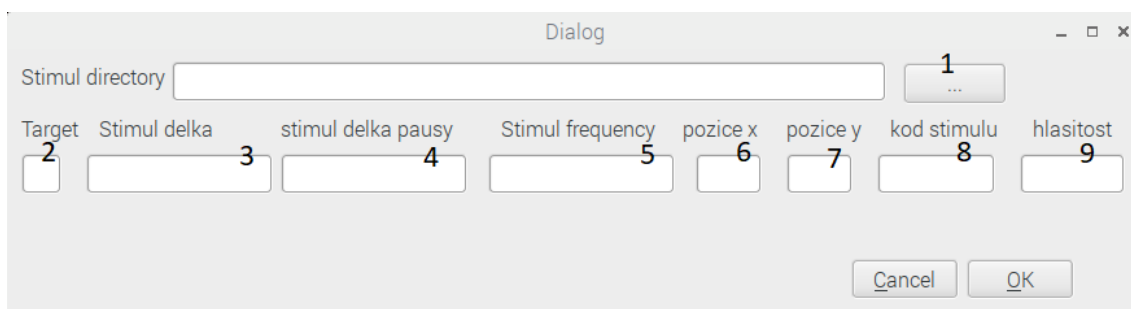 Dialog
Stimul directory 1 ...
Target Stimul delka stimul delka pausy Stimul frequency pozice x pozice y kod stimulu hlasitost
2 3 4 5 6 7 8 9
Cancel OK